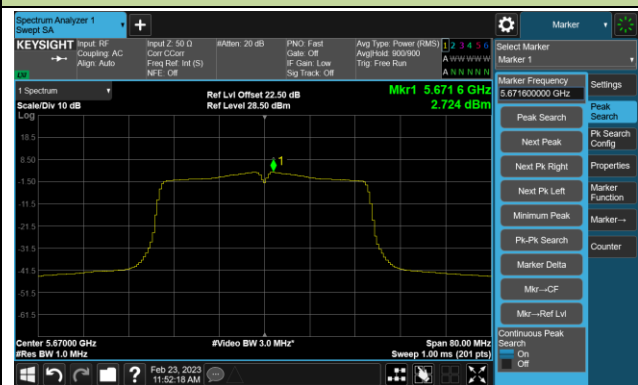 Spectrum Analyzer 1
Swept SA
+
Marker
KEYSIGHT
Input: RF
Coupling: AC
Align: Auto
Input Z: 50 Ω
Corr CCorr
Freq Ref: Int (S)
NFE: Off
#Atten: 20 dB
PNO: Fast
Gate: Off
IF Gain: Low
Sig Track: Off
Avg Type: Power (RMS)
Avg|Hold: 900/900
Trig: Free Run
1 2 3 4 5 6
A W W W W W
A N N N N N
LXI
Select Marker
Marker 1
1 Spectrum
Scale/Div 10 dB
Log
Ref Lvl Offset 22.50 dB
Ref Level 28.50 dBm
Mkr1 5.671 6 GHz
2.724 dBm
18.5
8.50
-1.50
-11.5
-21.5
-31.5
-41.5
-51.5
-61.5
1
Center 5.67000 GHz
#Res BW 1.0 MHz
#Video BW 3.0 MHz*
Span 80.00 MHz
Sweep 1.00 ms (201 pts)
Marker Frequency
5.671600000 GHz
Peak Search
Next Peak
Next Pk Right
Next Pk Left
Minimum Peak
Pk-Pk Search
Marker Delta
Mkr→CF
Mkr→Ref Lvl
Continuous Peak
Search
On
Off
Settings
Peak
Search
Pk Search
Config
Properties
Marker
Function
Marker→
Counter
?
Feb 23, 2023
11:52:18 AM